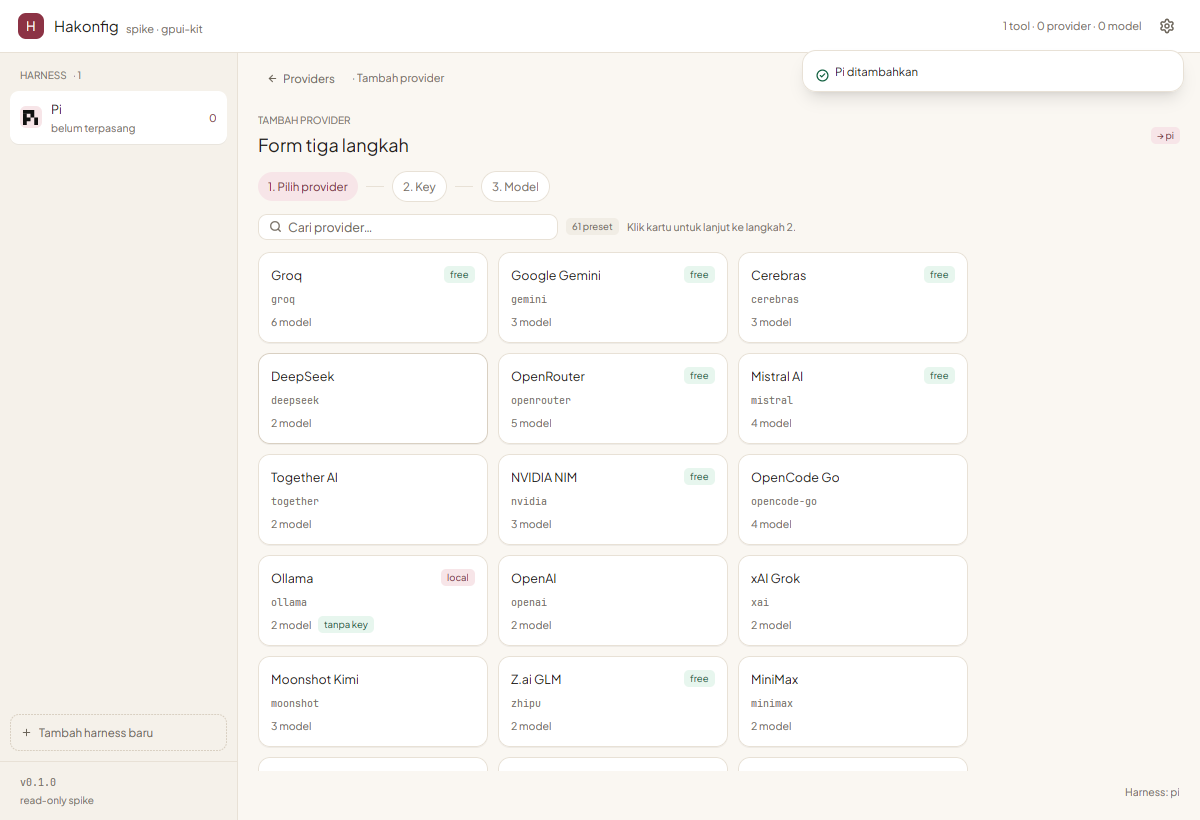 H Hakonfig spike · gpui-kit
1 tool · 0 provider · 0 model
HARNESS · 1
Pi
belum terpasang
0
Tambah harness baru
v0.1.0
read-only spike
← Providers · Tambah provider
Pi ditambahkan
TAMBAH PROVIDER
Form tiga langkah
→ pi
1. Pilih provider
2. Key
3. Model
Cari provider...
61 preset
Klik kartu untuk lanjut ke langkah 2.
Groq free
groq
6 model
Google Gemini free
gemini
3 model
Cerebras free
cerebras
3 model
DeepSeek
deepseek
2 model
OpenRouter free
openrouter
5 model
Mistral AI free
mistral
4 model
Together AI
together
2 model
NVIDIA NIM free
nvidia
3 model
OpenCode Go
opencode-go
4 model
Ollama local
ollama
2 model tanpa key
OpenAI
openai
2 model
xAI Grok
xai
2 model
Moonshot Kimi
moonshot
3 model
Z.ai GLM free
zhipu
2 model
MiniMax
minimax
2 model
Harness: pi